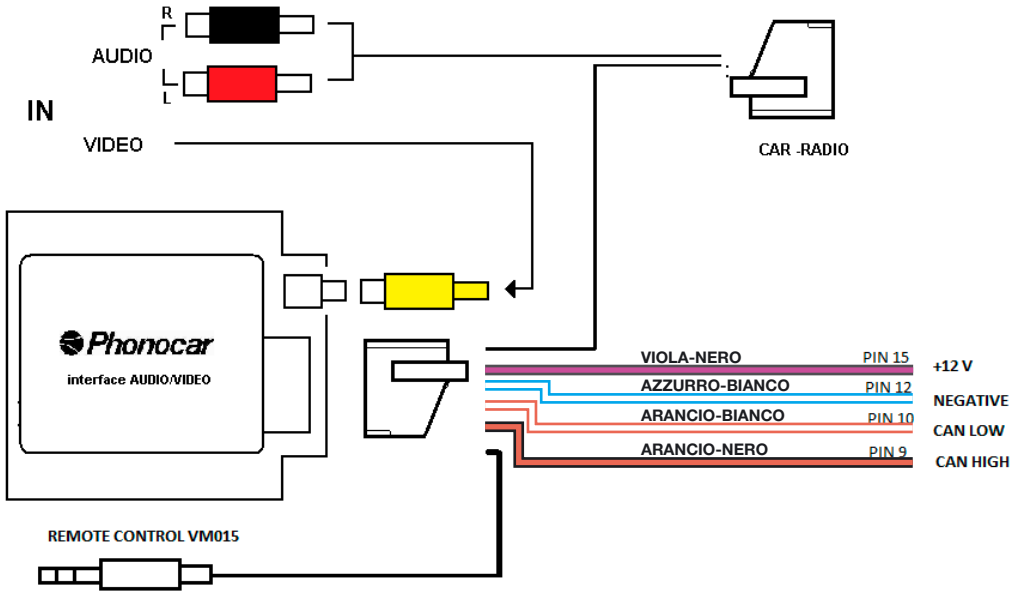 R
AUDIO
L
IN
VIDEO
CAR -RADIO
Phonocar
interface AUDIO/VIDEO
VIOLA-NERO PIN 15 +12 V
AZZURRO-BIANCO PIN 12 NEGATIVE
ARANCIO-BIANCO PIN 10 CAN LOW
ARANCIO-NERO PIN 9 CAN HIGH
REMOTE CONTROL VM015